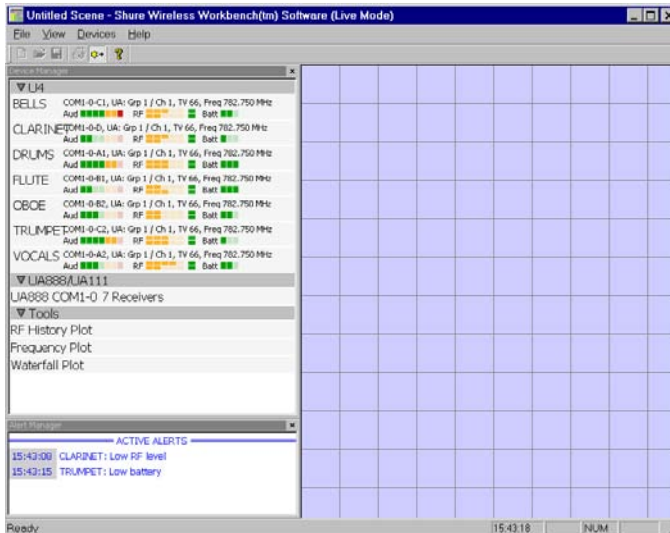 Untitled Scene - Shure Wireless Workbench(tm) Software (Live Mode)
File View Devices Help
Device Manager
U4
BELLS COM1-0-C1, UA: Grp 1 / Ch 1, TV 66, Freq 782.750 MHz
Aud RF Batt
CLARINET COM1-0-D, UA: Grp 1 / Ch 1, TV 66, Freq 782.750 MHz
Aud RF Batt
DRUMS COM1-0-A1, UA: Grp 1 / Ch 1, TV 66, Freq 782.750 MHz
Aud RF Batt
FLUTE COM1-0-B1, UA: Grp 1 / Ch 1, TV 66, Freq 782.750 MHz
Aud RF Batt
OBOE COM1-0-B2, UA: Grp 1 / Ch 1, TV 66, Freq 782.750 MHz
Aud RF Batt
TRUMPET COM1-0-C2, UA: Grp 1 / Ch 1, TV 66, Freq 782.750 MHz
Aud RF Batt
VOCALS COM1-0-A2, UA: Grp 1 / Ch 1, TV 66, Freq 782.750 MHz
Aud RF Batt
UA888/UA111
UA888 COM1-0 7 Receivers
Tools
RF History Plot
Frequency Plot
Waterfall Plot
Alert Manager
ACTIVE ALERTS
15:43:08 CLARINET: Low RF level
15:43:15 TRUMPET: Low battery
Ready 15:43:18 NUM